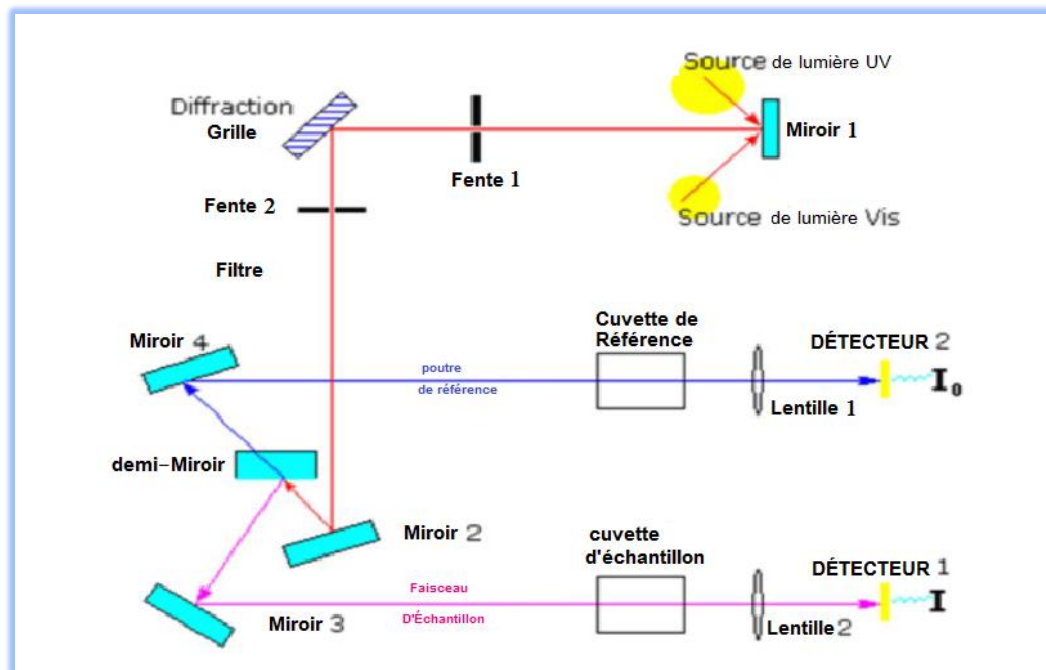 Source de lumière UV
Diffraction
Grille
Miroir 1
Fente 1
Fente 2
Source de lumière Vis
Filtre
Cuvette de
Référence
Miroir 4
DÉTECTEUR 2
poutre
de référence
I0
Lentille 1
demi-Miroir
Miroir 2
cuvette
d'échantillon
DÉTECTEUR 1
Faisceau
D'Échantillon
I
Miroir 3
Lentille 2